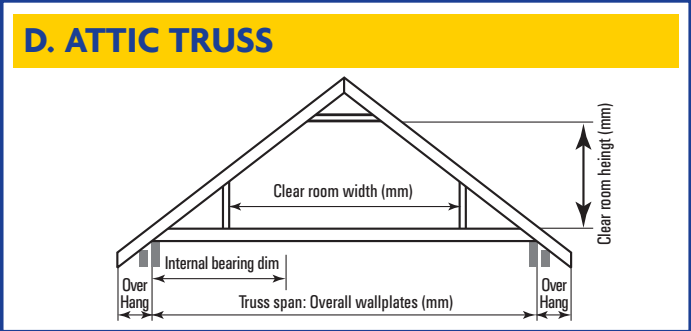 D. ATTIC TRUSS
Clear room heingt (mm)
Clear room width (mm)
Internal bearing dim
Over
Hang
Truss span: Overall wallplates (mm)
Over
Hang